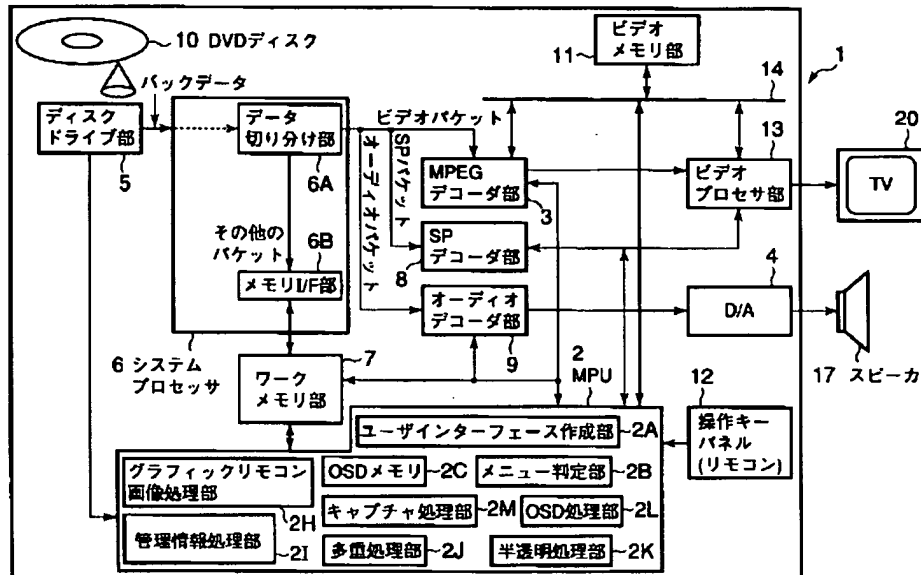 10 DVDディスク
パックデータ
ビデオ
メモリ部
11
1
14
ディスク
ドライブ部
5
データ
切り分け部
6A
ビデオパケット
SPパケット
オーディオパケット
MPEG
デコーダ部
3
13
ビデオ
プロセサ部
20
TV
その他の
パケット
6B
メモリI/F部
SP
デコーダ部
8
オーディオ
デコーダ部
9
4
D/A
17 スピーカ
6 システム
プロセッサ
7
ワーク
メモリ部
2
MPU
12
操作キー
パネル
(リモコン)
ユーザインターフェース作成部
2A
グラフィックリモコン
画像処理部
2H
OSDメモリ
2C
メニュー判定部
2B
キャプチャ処理部
2M
OSD処理部
2L
管理情報処理部
2I
多重処理部
2J
半透明処理部
2K